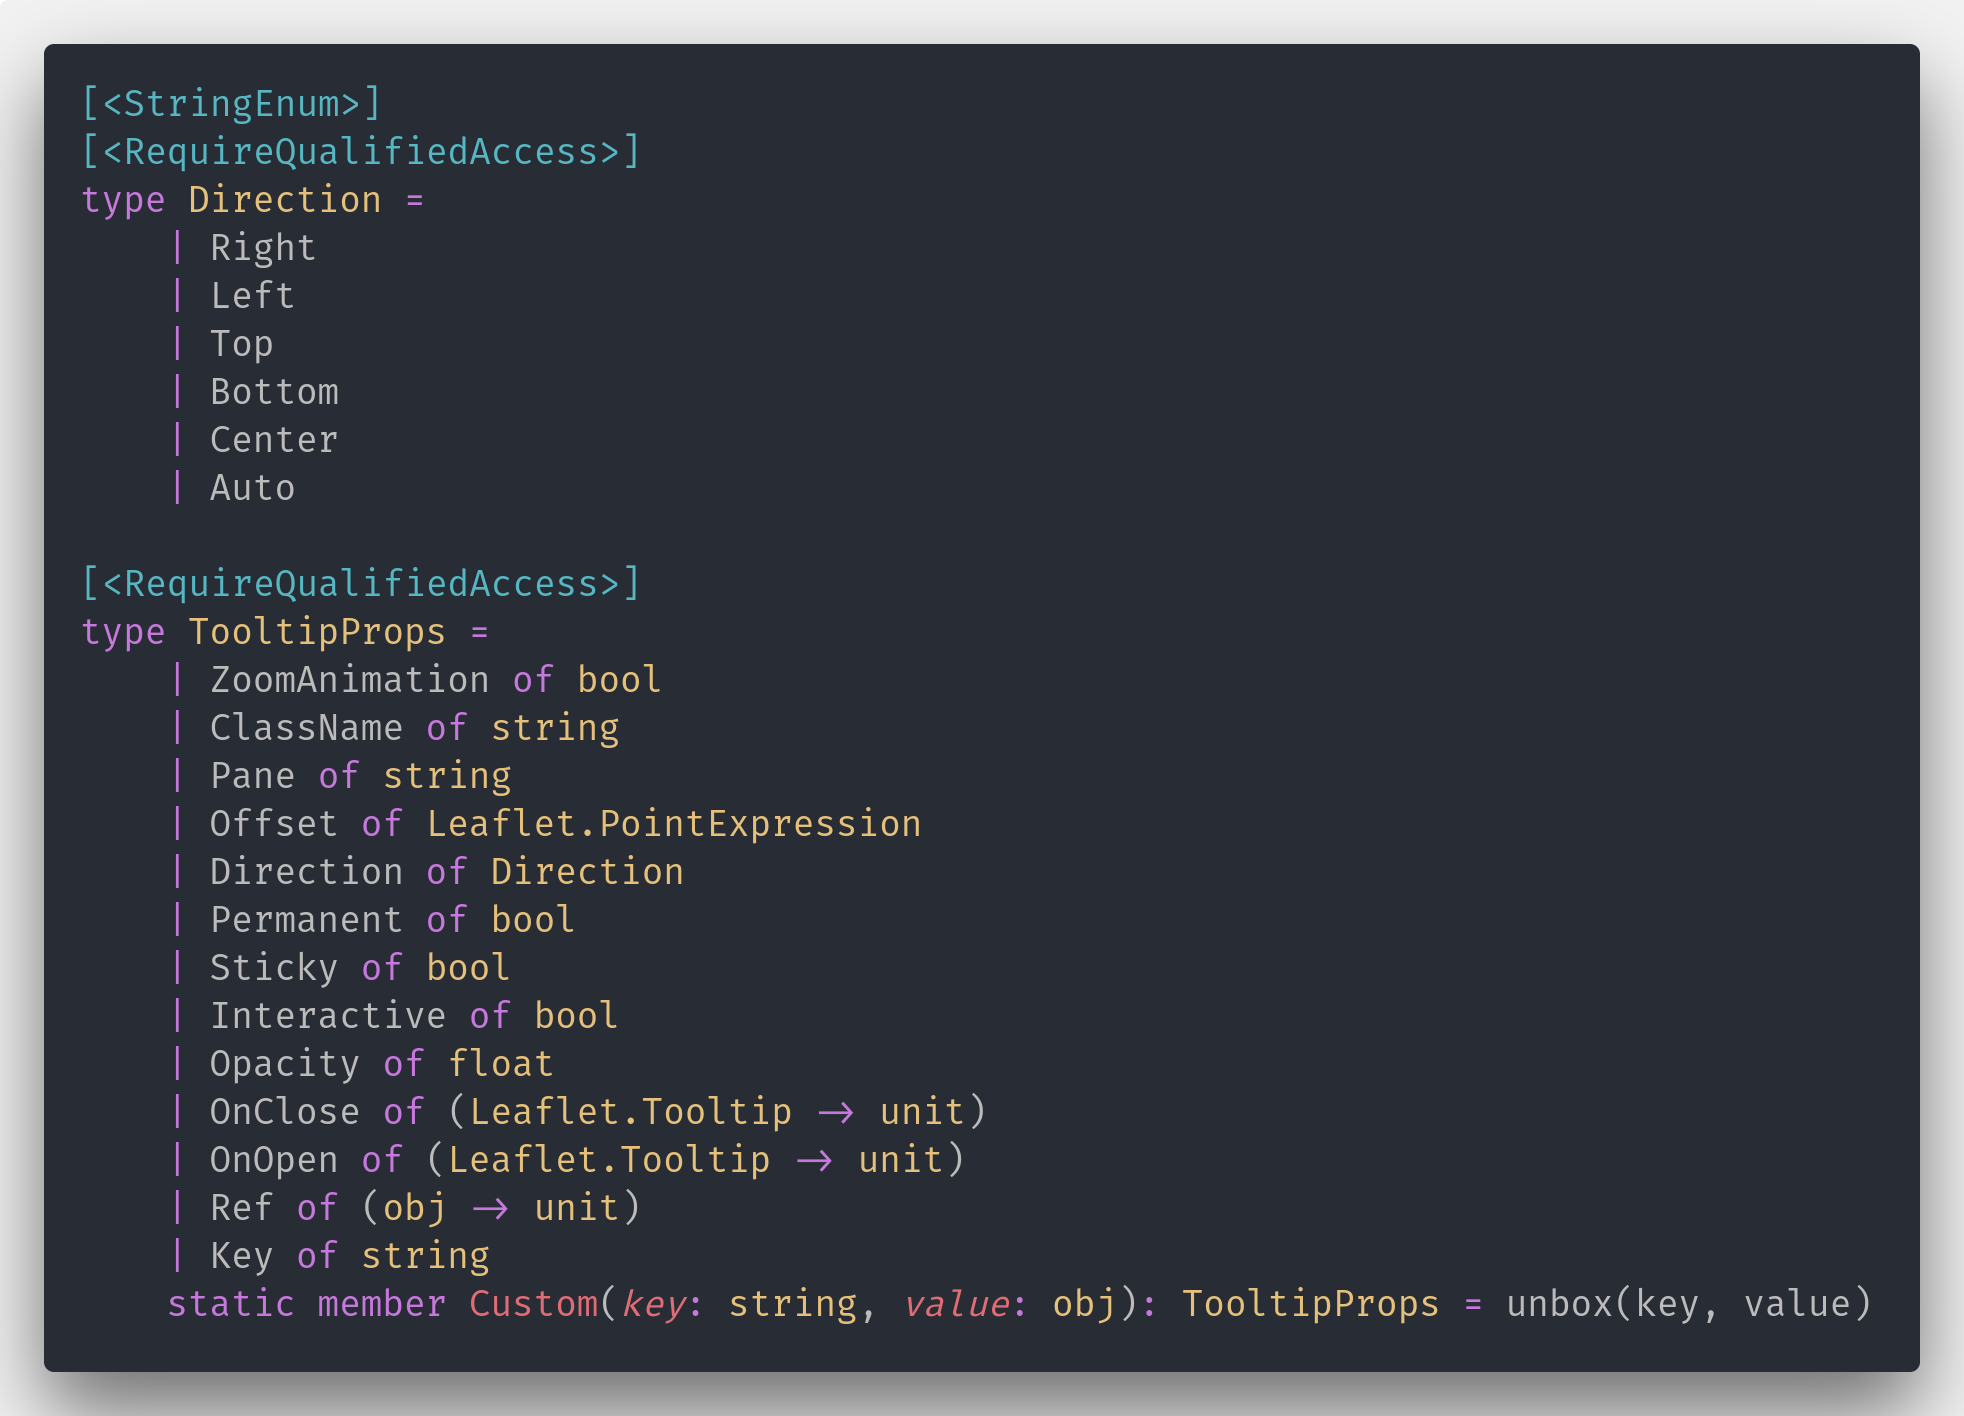 [<StringEnum>]
[<RequireQualifiedAccess>]
type Direction =
    | Right
    | Left
    | Top
    | Bottom
    | Center
    | Auto

[<RequireQualifiedAccess>]
type TooltipProps =
    | ZoomAnimation of bool
    | ClassName of string
    | Pane of string
    | Offset of Leaflet.PointExpression
    | Direction of Direction
    | Permanent of bool
    | Sticky of bool
    | Interactive of bool
    | Opacity of float
    | OnClose of (Leaflet.Tooltip -> unit)
    | OnOpen of (Leaflet.Tooltip -> unit)
    | Ref of (obj -> unit)
    | Key of string
    static member Custom(key: string, value: obj): TooltipProps = unbox(key, value)